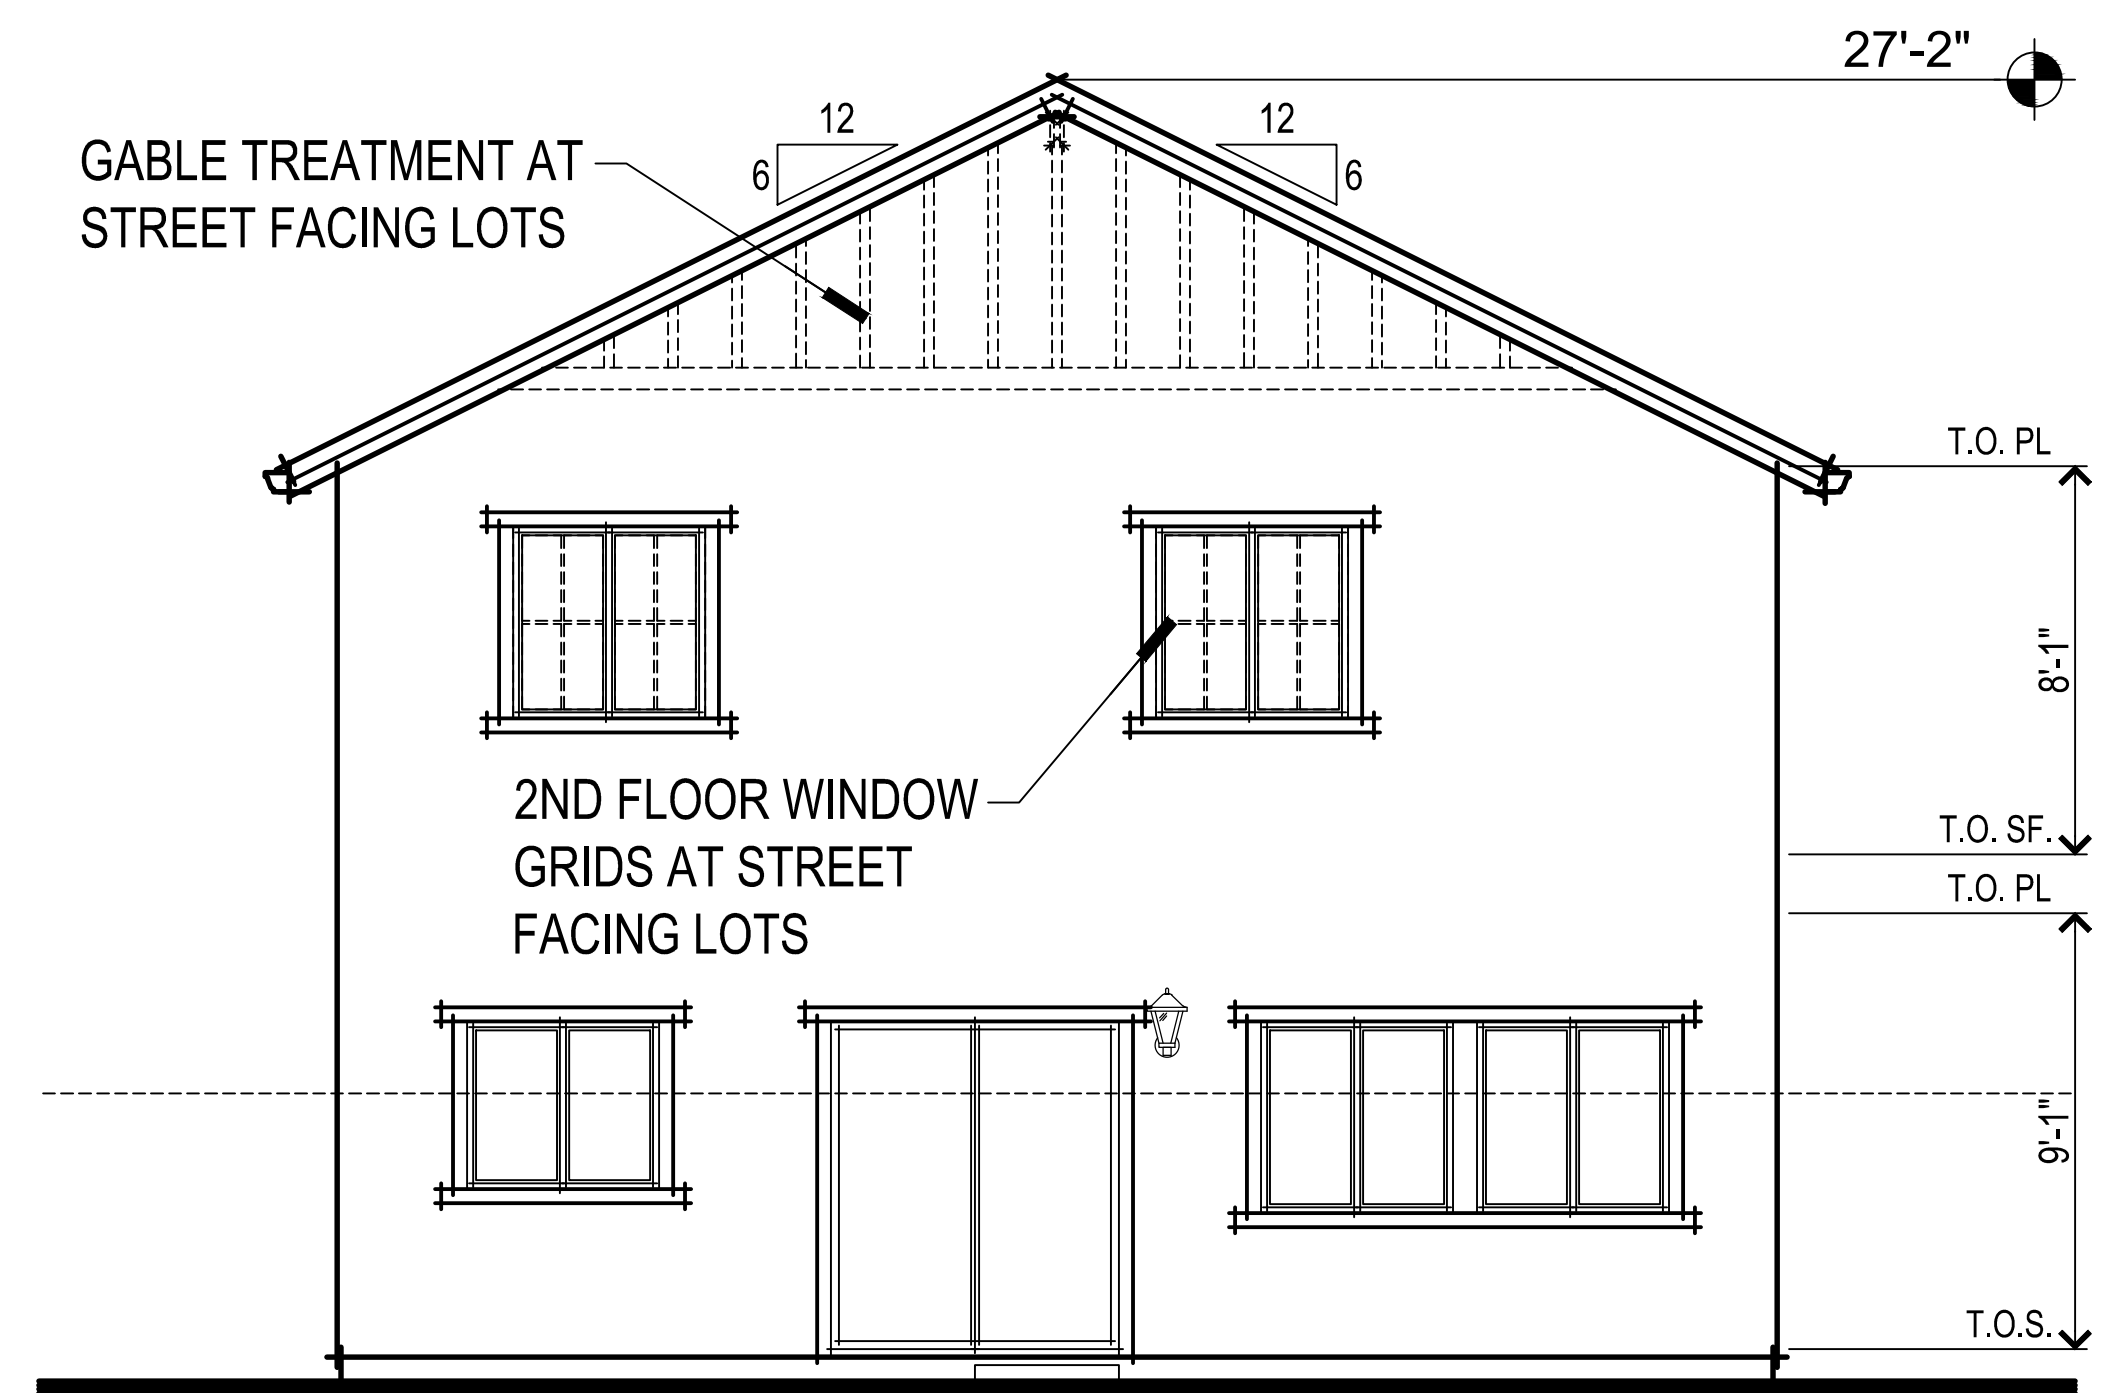 27'-2"
12
12
GABLE TREATMENT AT
STREET FACING LOTS
6
6
T.O. PL
8'-1"
2ND FLOOR WINDOW
GRIDS AT STREET
FACING LOTS
T.O. SF.
T.O. PL
9'-1"
T.O.S.